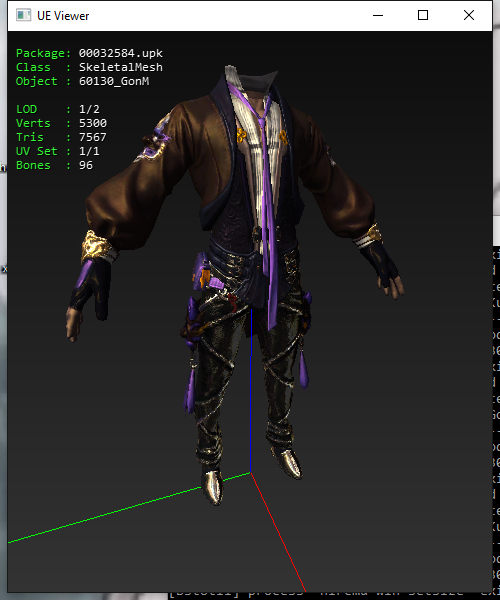 UE Viewer
Package: 00032584.upk
Class  : SkeletalMesh
Object : 60130_GonM
LOD    : 1/2
Verts  : 5300
Tris   : 7567
UV Set : 1/1
Bones  : 96